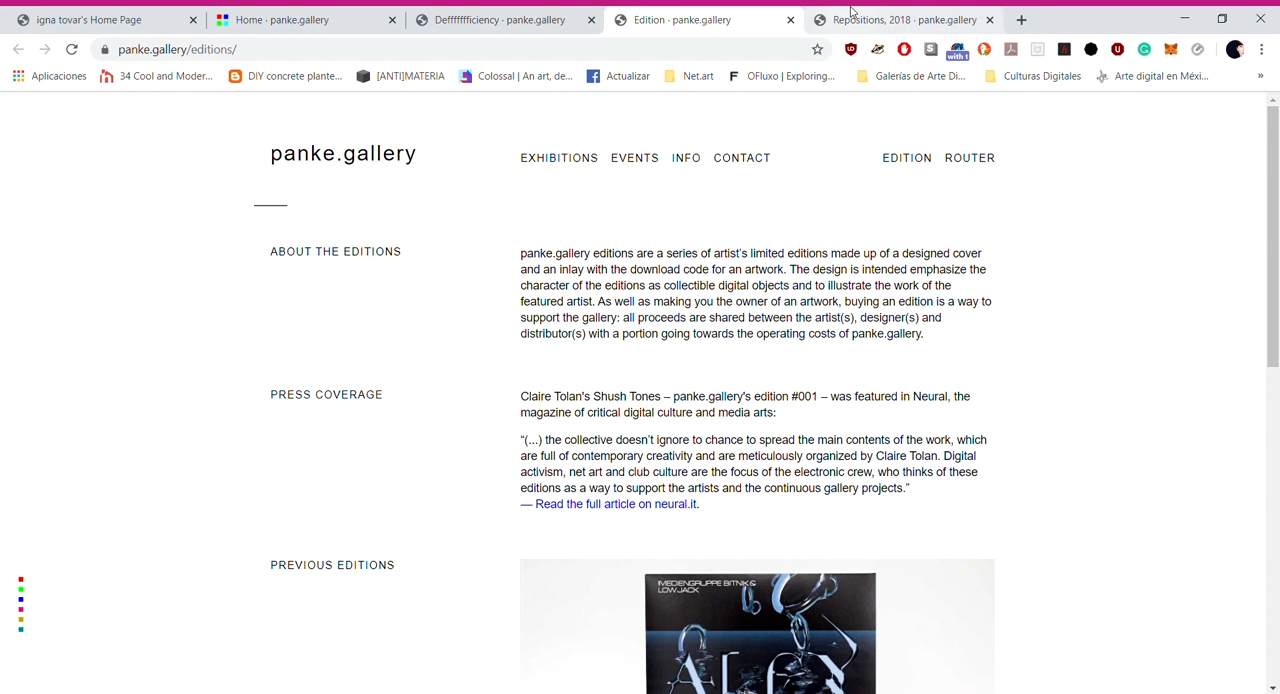 igna tovar's Home Page
Home · panke.gallery
Defffffffficiency · panke.gallery
Edition · panke.gallery
Repositions, 2018 · panke.gallery
panke.gallery/editions/
with 1
Aplicaciones
34 Cool and Moder...
DIY concrete plante...
[ANTI]MATERIA
Colossal | An art, de...
Actualizar
Net.art
OFluxo | Exploring...
Galerías de Arte Di...
Culturas Digitales
Arte digital en Méxi...
»
panke.gallery
EXHIBITIONS EVENTS INFO CONTACT
EDITION ROUTER
ABOUT THE EDITIONS
panke.gallery editions are a series of artist's limited editions made up of a designed cover
and an inlay with the download code for an artwork. The design is intended emphasize the
character of the editions as collectible digital objects and to illustrate the work of the
featured artist. As well as making you the owner of an artwork, buying an edition is a way to
support the gallery: all proceeds are shared between the artist(s), designer(s) and
distributor(s) with a portion going towards the operating costs of panke.gallery.
PRESS COVERAGE
Claire Tolan's Shush Tones – panke.gallery's edition #001 – was featured in Neural, the
magazine of critical digital culture and media arts:
“(...) the collective doesn’t ignore to chance to spread the main contents of the work, which
are full of contemporary creativity and are meticulously organized by Claire Tolan. Digital
activism, net art and club culture are the focus of the electronic crew, who thinks of these
editions as a way to support the artists and the continuous gallery projects.”
— Read the full article on neural.it.
PREVIOUS EDITIONS
!MEDIENGRUPPE BITNIK &
LOW JACK